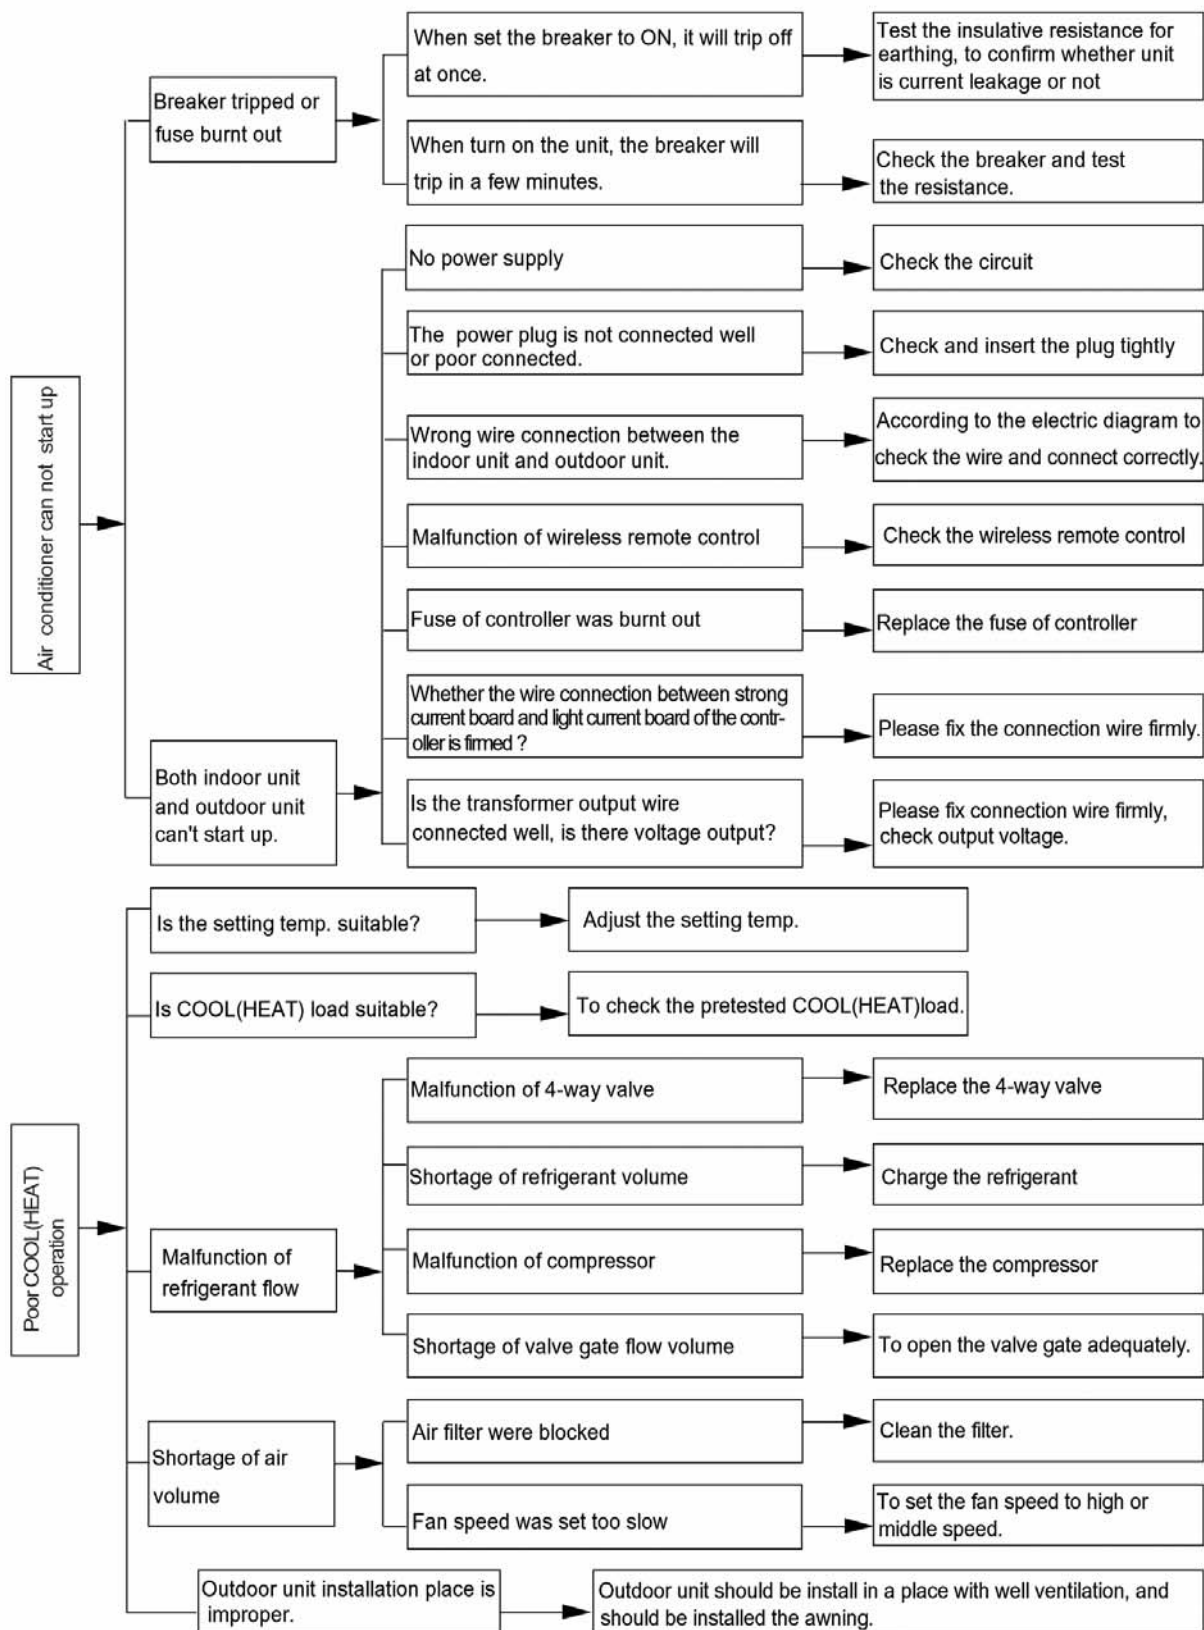 Air conditioner can not start up
Breaker tripped or
fuse burnt out
When set the breaker to ON, it will trip off
at once.
Test the insulative resistance for
earthing, to confirm whether unit
is current leakage or not
When turn on the unit, the breaker will
trip in a few minutes.
Check the breaker and test
the resistance.
Both indoor unit
and outdoor unit
can't start up.
No power supply
Check the circuit
The power plug is not connected well
or poor connected.
Check and insert the plug tightly
Wrong wire connection between the
indoor unit and outdoor unit.
According to the electric diagram to
check the wire and connect correctly.
Malfunction of wireless remote control
Check the wireless remote control
Fuse of controller was burnt out
Replace the fuse of controller
Whether the wire connection between strong
current board and light current board of the contr-
oller is firmed ?
Please fix the connection wire firmly.
Is the transformer output wire
connected well, is there voltage output?
Please fix connection wire firmly,
check output voltage.
Poor COOL(HEAT)
operation
Is the setting temp. suitable?
Adjust the setting temp.
Is COOL(HEAT) load suitable?
To check the pretested COOL(HEAT)load.
Malfunction of
refrigerant flow
Malfunction of 4-way valve
Replace the 4-way valve
Shortage of refrigerant volume
Charge the refrigerant
Malfunction of compressor
Replace the compressor
Shortage of valve gate flow volume
To open the valve gate adequately.
Shortage of air
volume
Air filter were blocked
Clean the filter.
Fan speed was set too slow
To set the fan speed to high or
middle speed.
Outdoor unit installation place is
improper.
Outdoor unit should be install in a place with well ventilation, and
should be installed the awning.